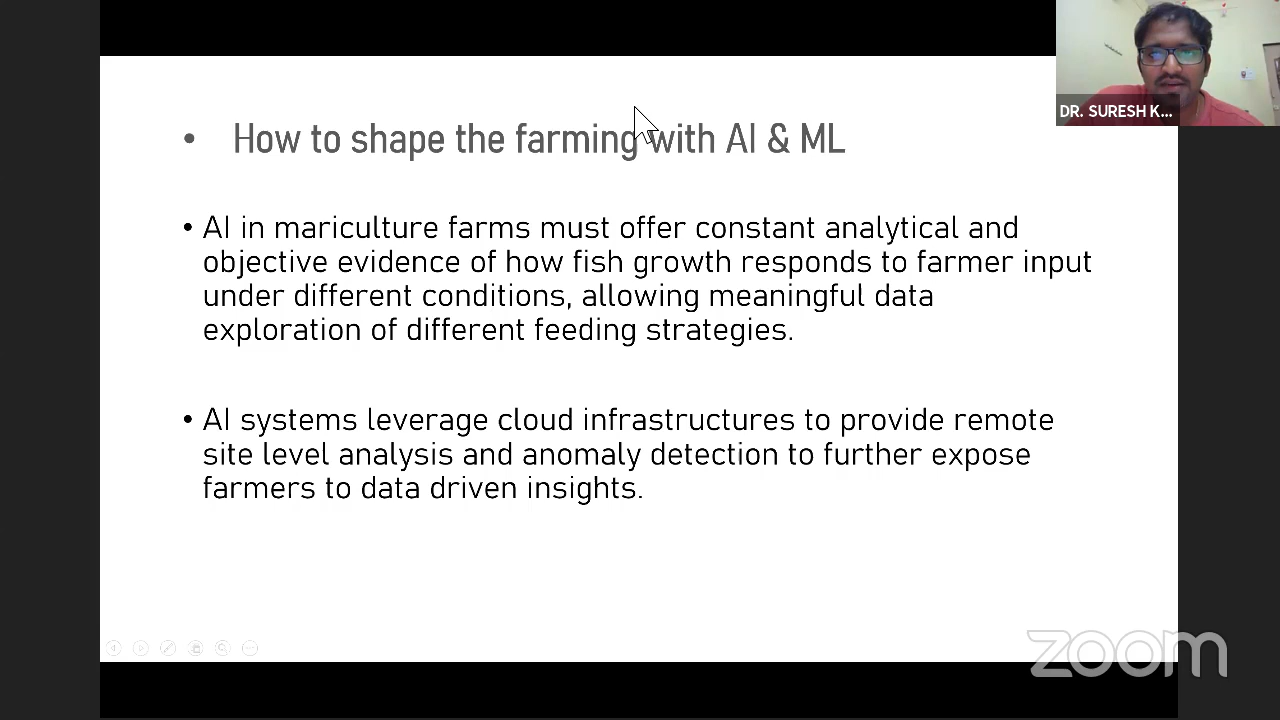 DR. SURESH K...
• How to shape the farming with AI & ML
• AI in mariculture farms must offer constant analytical and
objective evidence of how fish growth responds to farmer input
under different conditions, allowing meaningful data
exploration of different feeding strategies.
• AI systems leverage cloud infrastructures to provide remote
site level analysis and anomaly detection to further expose
farmers to data driven insights.
zoom